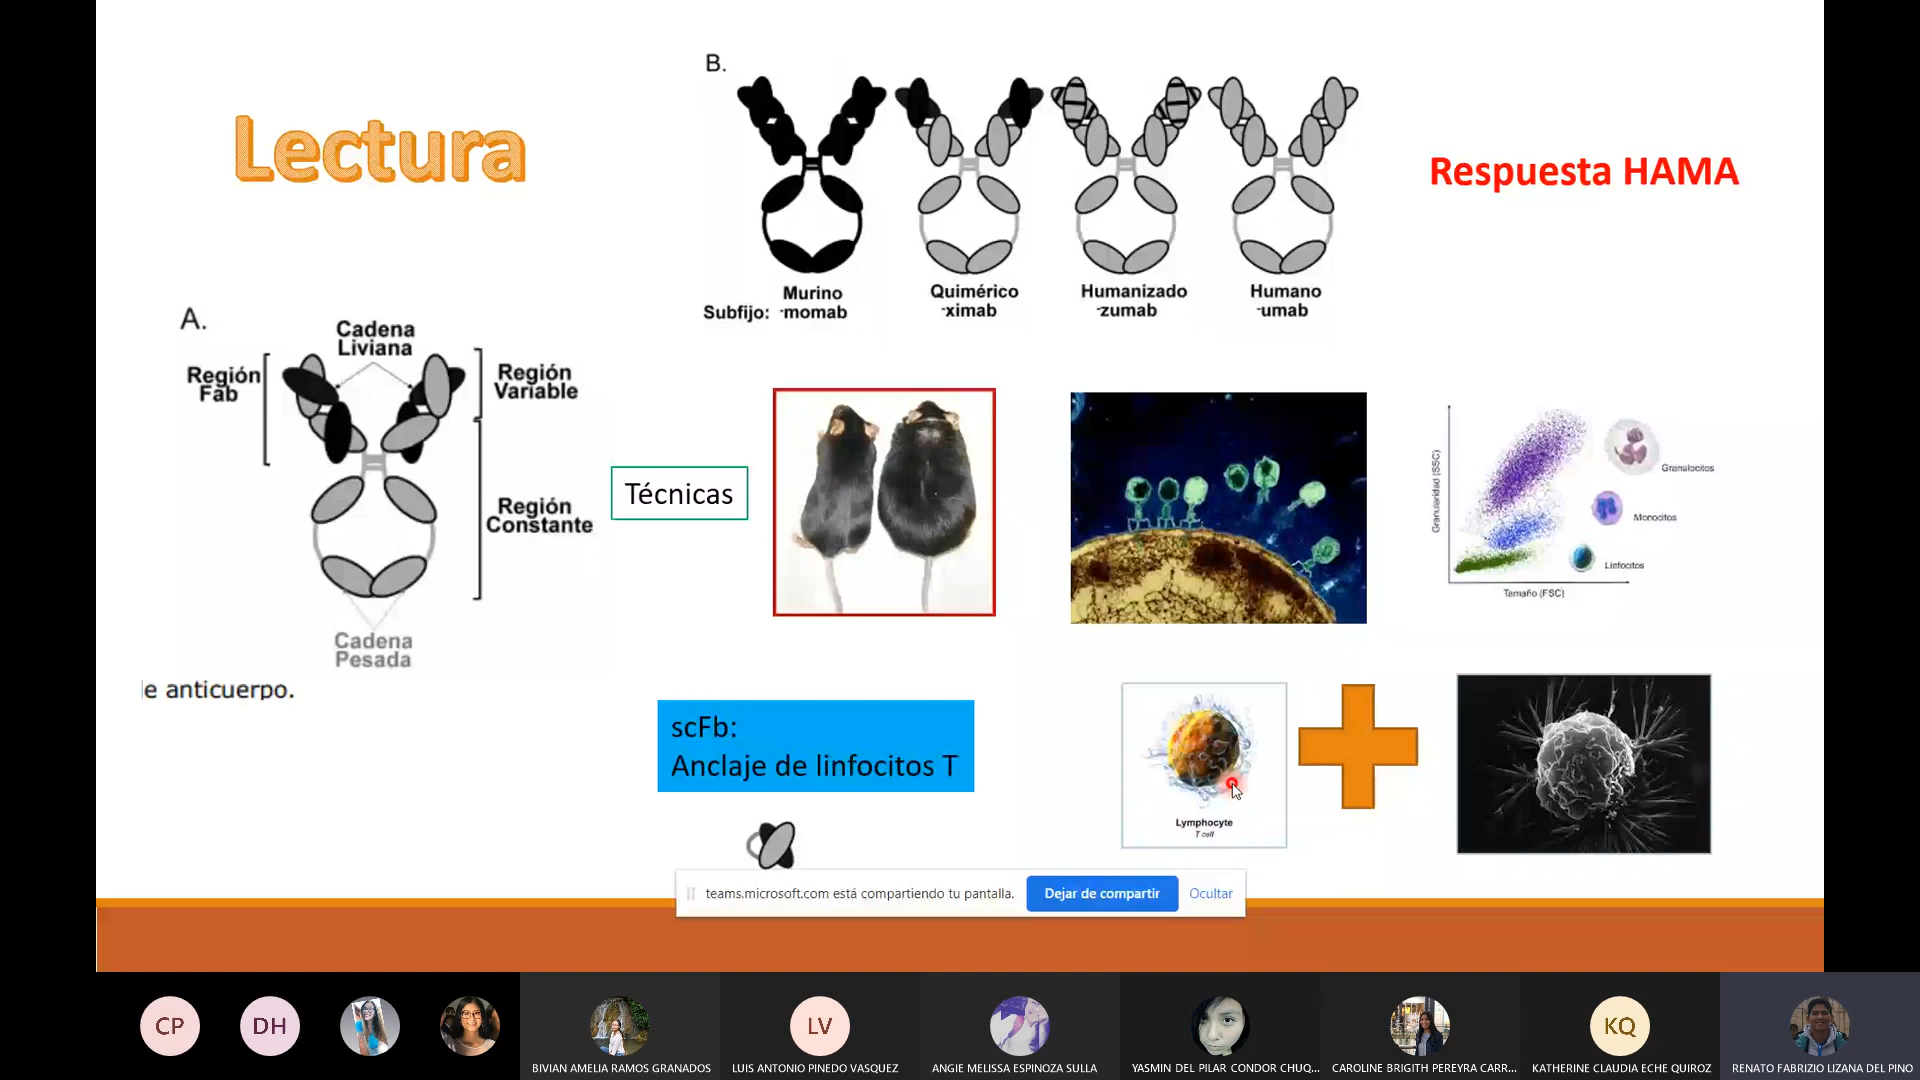 Lectura
B.
Respuesta HAMA
Murino
Quimérico
Humanizado
Humano
Subfijo: -momab
-ximab
-zumab
-umab
A.
Cadena
Liviana
Región
Fab
Región
Variable
Región
Constante
Cadena
Pesada
le anticuerpo.
Técnicas
Granularidad (SSC)
Granulocitos
Monocitos
Linfocitos
Tamaño (FSC)
scFb:
Anclaje de linfocitos T
Lymphocyte
T cell
teams.microsoft.com está compartiendo tu pantalla.
Dejar de compartir
Ocultar
CP
DH
LV
KQ
BIVIAN AMELIA RAMOS GRANADOS
LUIS ANTONIO PINEDO VASQUEZ
ANGIE MELISSA ESPINOZA SULLA
YASMIN DEL PILAR CONDOR CHUQ...
CAROLINE BRIGITH PEREYRA CARR...
KATHERINE CLAUDIA ECHE QUIROZ
RENATO FABRIZIO LIZANA DEL PINO